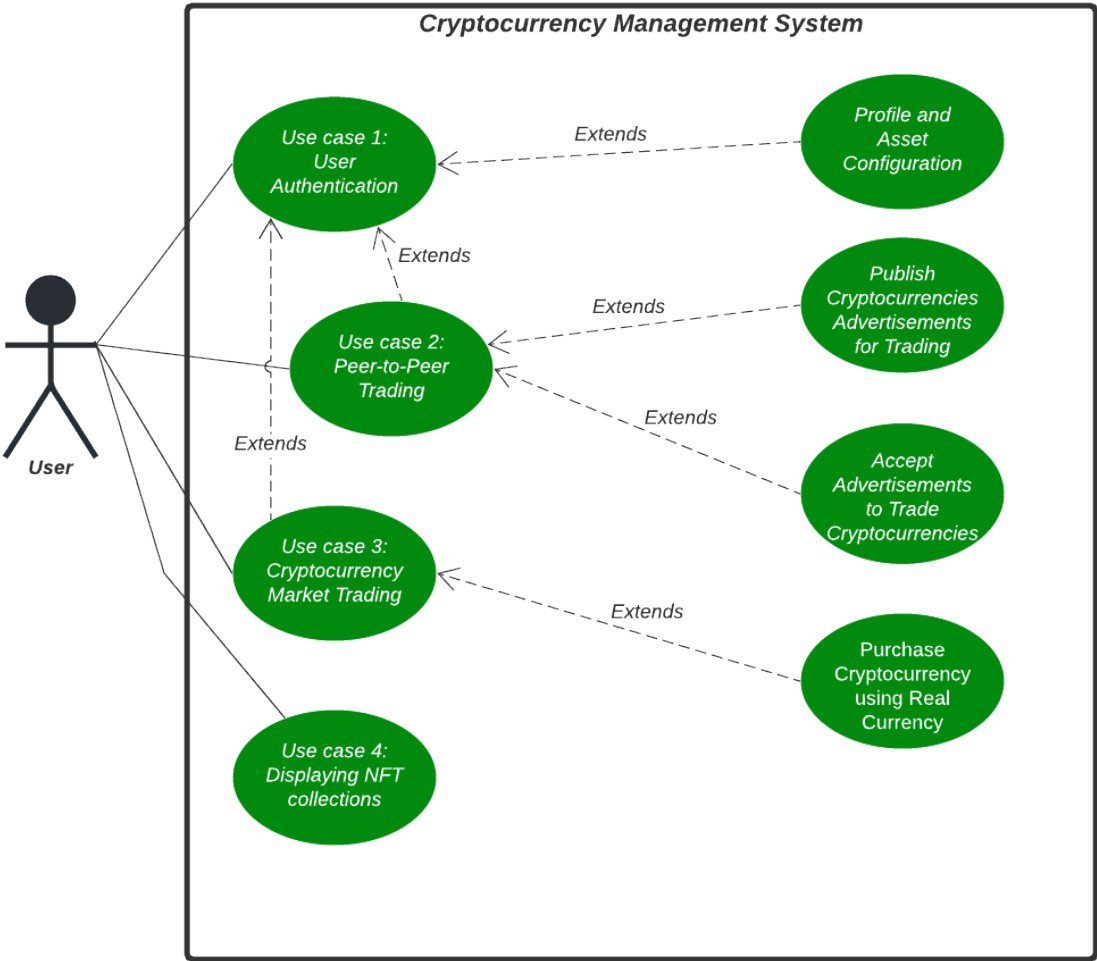 Cryptocurrency Management System
Use case 1:
User
Authentication
Extends
Profile and
Asset
Configuration
Extends
Publish
Cryptocurrencies
Advertisements
for Trading
Extends
Use case 2:
Peer-to-Peer
Trading
Extends
Accept
Advertisements
to Trade
Cryptocurrencies
Extends
User
Use case 3:
Cryptocurrency
Market Trading
Extends
Purchase
Cryptocurrency
using Real
Currency
Use case 4:
Displaying NFT
collections